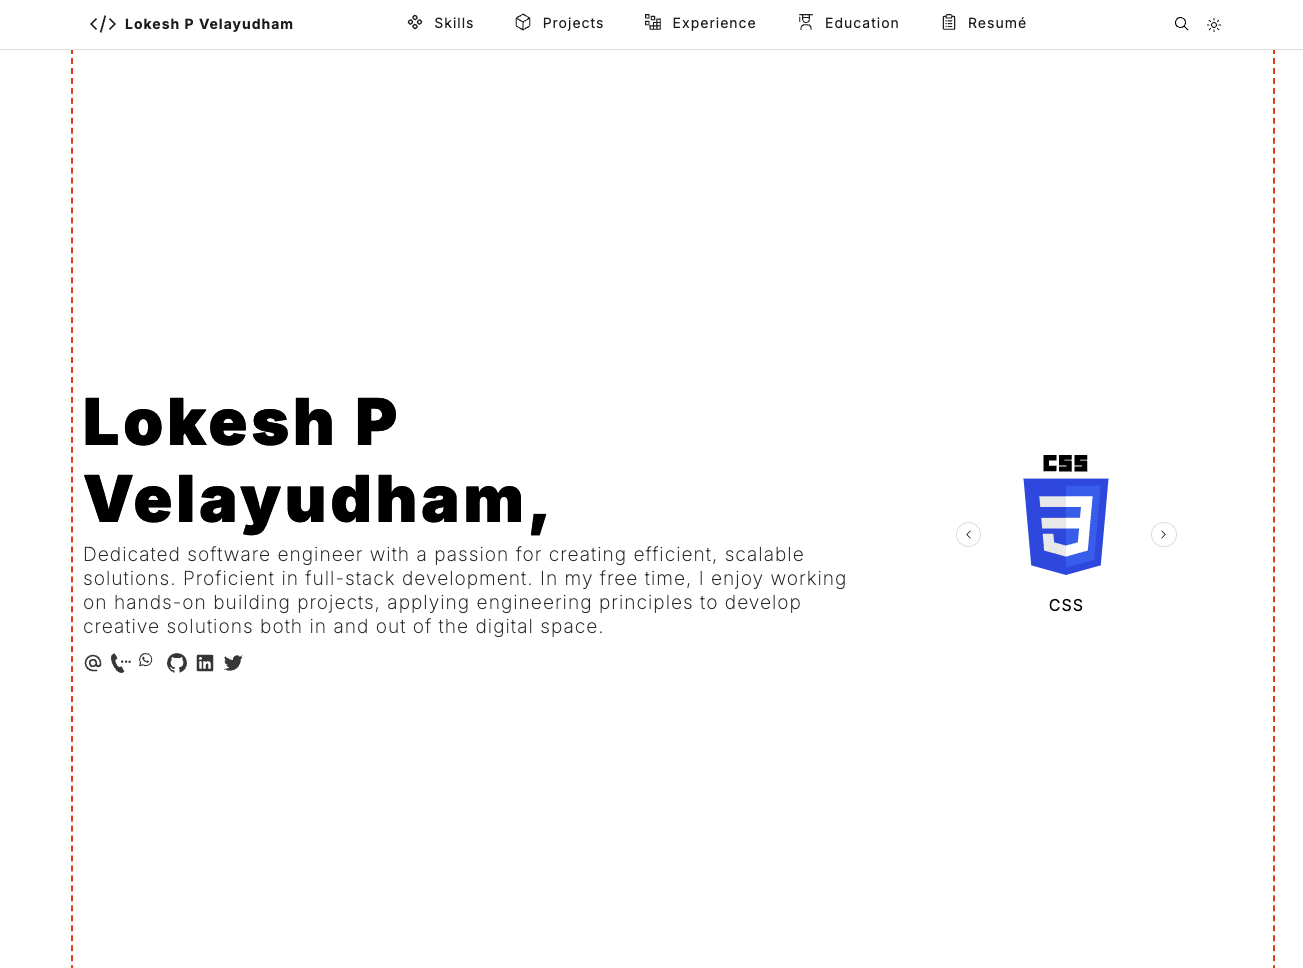 </> Lokesh P Velayudham
Skills
Projects
Experience
Education
Resumé
Lokesh P
Velayudham,
Dedicated software engineer with a passion for creating efficient, scalable
solutions. Proficient in full-stack development. In my free time, I enjoy working
on hands-on building projects, applying engineering principles to develop
creative solutions both in and out of the digital space.
CSS
CSS